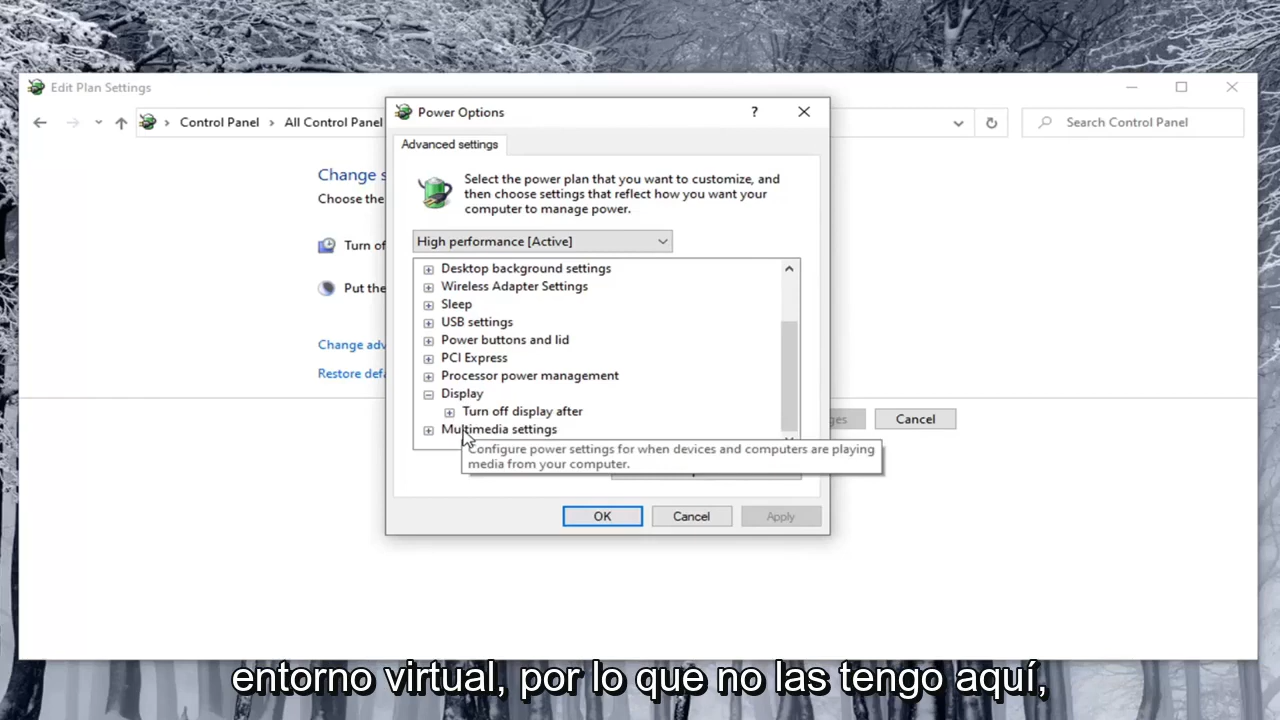 Edit Plan Settings
Control Panel > All Control Panel
Search Control Panel
Change s
Choose the
Turn of
Put the
Change adv
Restore defa
ges
Cancel
Power Options
?
Advanced settings
Select the power plan that you want to customize, and
then choose settings that reflect how you want your
computer to manage power.
High performance [Active]
Desktop background settings
Wireless Adapter Settings
Sleep
USB settings
Power buttons and lid
PCI Express
Processor power management
Display
Turn off display after
Multimedia settings
Configure power settings for when devices and computers are playing
media from your computer.
OK
Cancel
Apply
entorno virtual, por lo que no las tengo aquí,